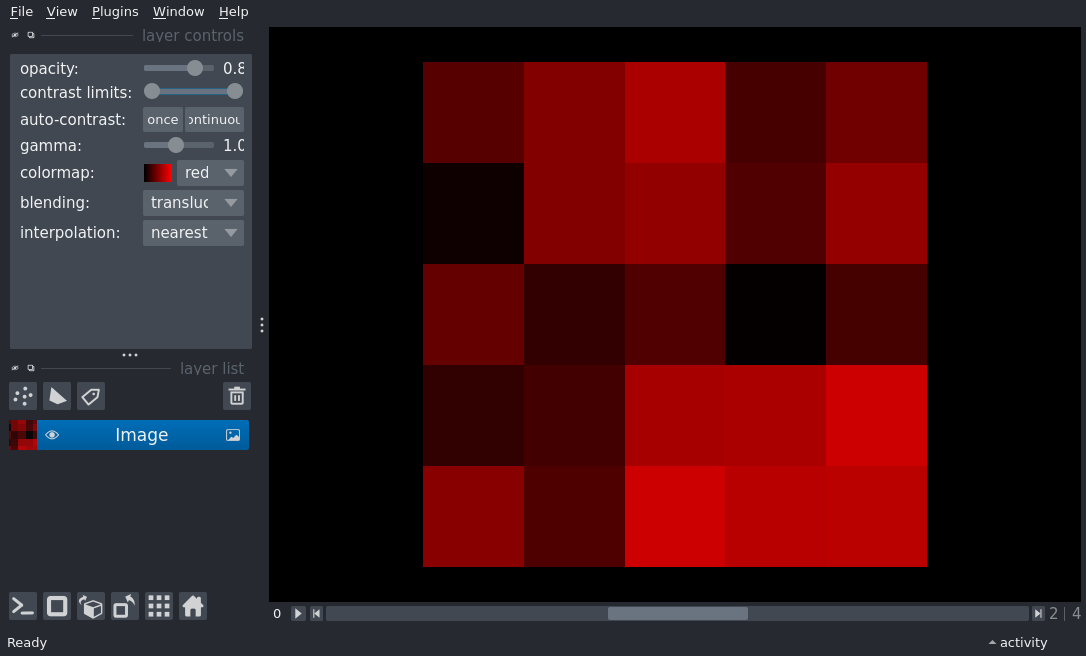 File View Plugins Window Help
layer controls
opacity: 0.8
contrast limits:
auto-contrast: once ontinuou
gamma: 1.0
colormap: red
blending: transluc
interpolation: nearest
layer list
Image
0 2 | 4
Ready
activity